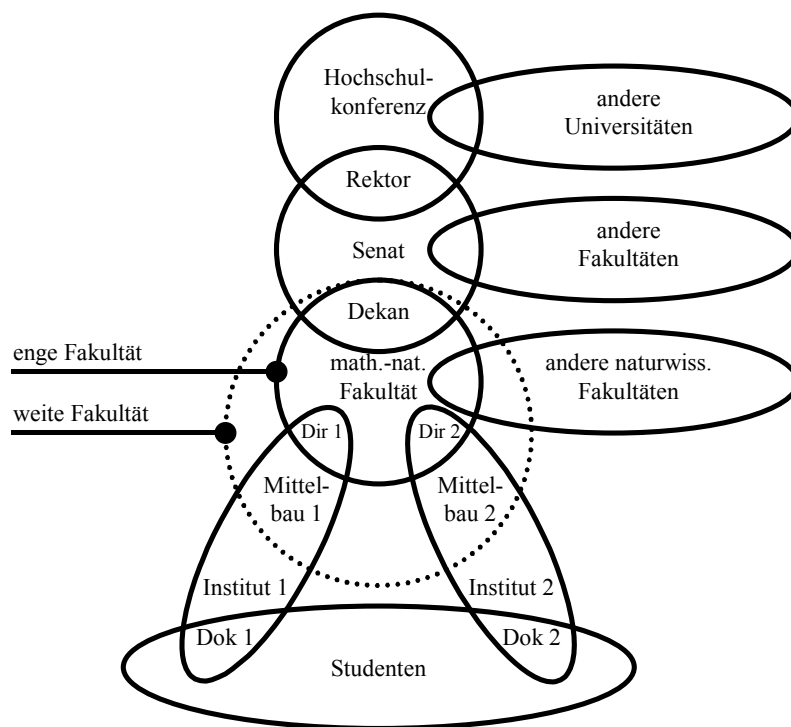 Hochschul-
konferenz
andere
Universitäten
Rektor
Senat
andere
Fakultäten
Dekan
enge Fakultät
math.-nat.
Fakultät
andere naturwiss.
Fakultäten
weite Fakultät
Dir 1
Dir 2
Mittel-
bau 1
Mittel-
bau 2
Institut 1
Institut 2
Dok 1
Dok 2
Studenten